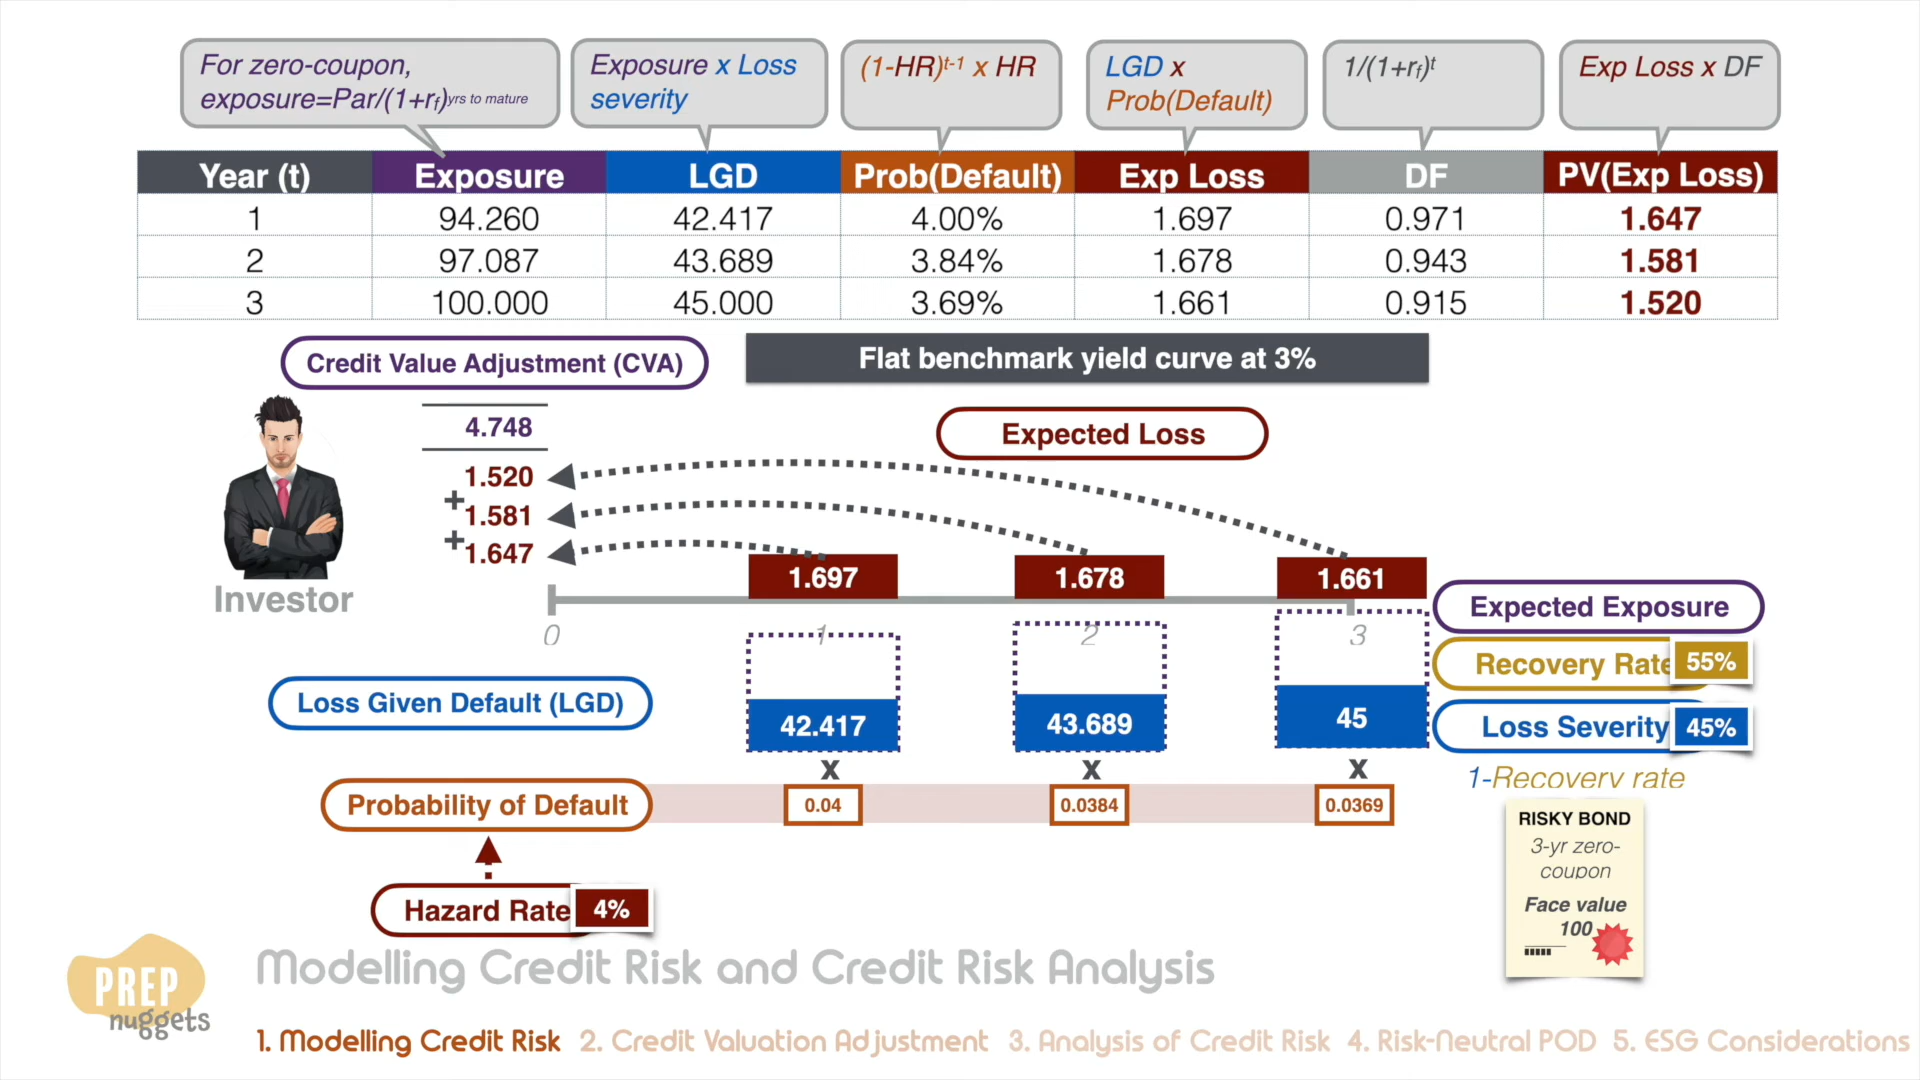 For zero-coupon,
exposure=Par/(1+rf)yrs to mature
Exposure x Loss
severity
(1-HR)t-1 x HR
LGD x
Prob(Default)
1/(1+rf)t
Exp Loss x DF
Year (t) Exposure LGD Prob(Default) Exp Loss DF PV(Exp Loss)
1 94.260 42.417 4.00% 1.697 0.971 1.647
2 97.087 43.689 3.84% 1.678 0.943 1.581
3 100.000 45.000 3.69% 1.661 0.915 1.520
Credit Value Adjustment (CVA)
Flat benchmark yield curve at 3%
4.748
Expected Loss
1.520
+
1.581
+
1.647
1.697 1.678 1.661
Investor
Expected Exposure
0 1 2 3
Recovery Rate 55%
Loss Given Default (LGD)
42.417 43.689 45
Loss Severity 45%
x x x
1-Recovery rate
Probability of Default 0.04 0.0384 0.0369
RISKY BOND
3-yr zero-
coupon
Face value
100
Hazard Rate 4%
PREP
nuggets
Modelling Credit Risk and Credit Risk Analysis
1. Modelling Credit Risk 2. Credit Valuation Adjustment 3. Analysis of Credit Risk 4. Risk-Neutral POD 5. ESG Considerations